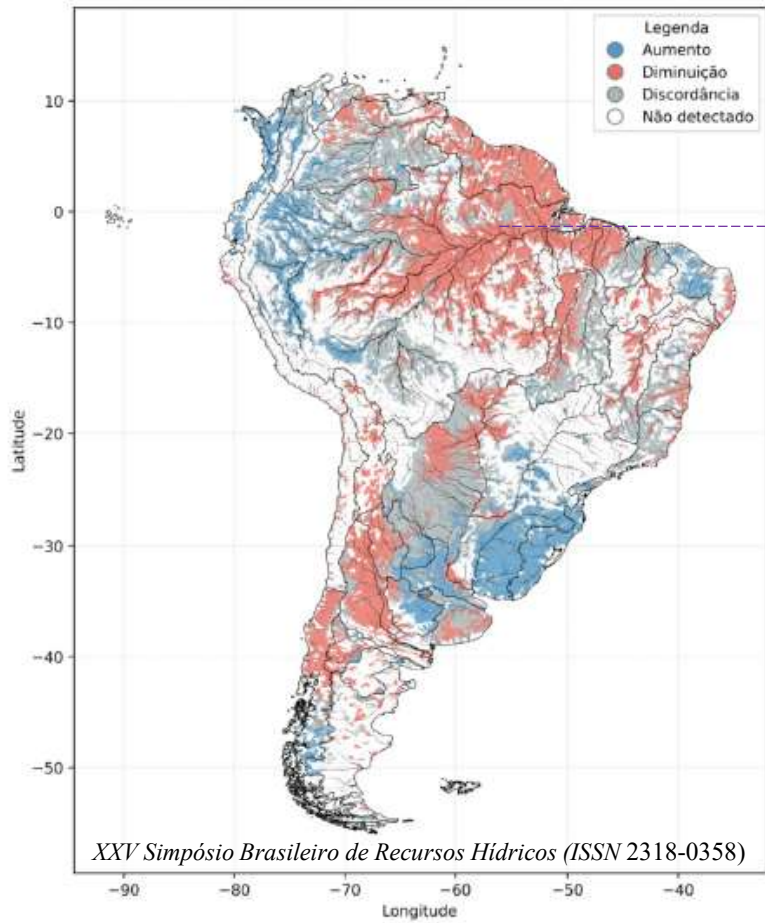 Legenda
Aumento
Diminuição
Discordância
Não detectado
10
0
−10
−20
−30
−40
−50
Latitude
XXV Simpósio Brasileiro de Recursos Hídricos (ISSN 2318-0358)
−90 −80 −70 −60 −50 −40
Longitude